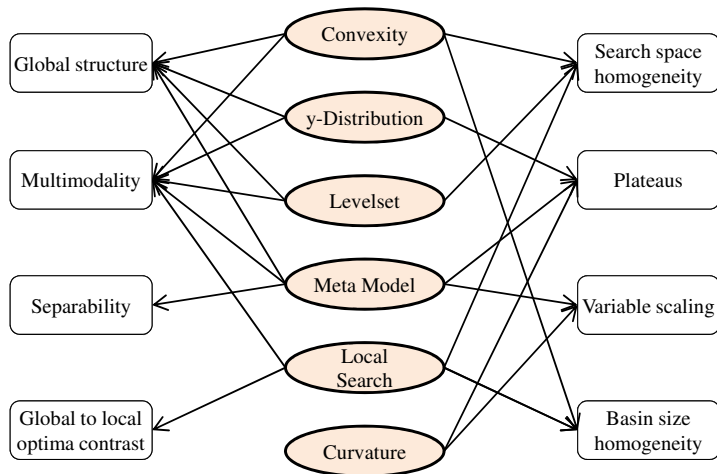 Global structure
Multimodality
Separability
Global to local
optima contrast
Convexity
y-Distribution
Levelset
Meta Model
Local
Search
Curvature
Search space
homogeneity
Plateaus
Variable scaling
Basin size
homogeneity